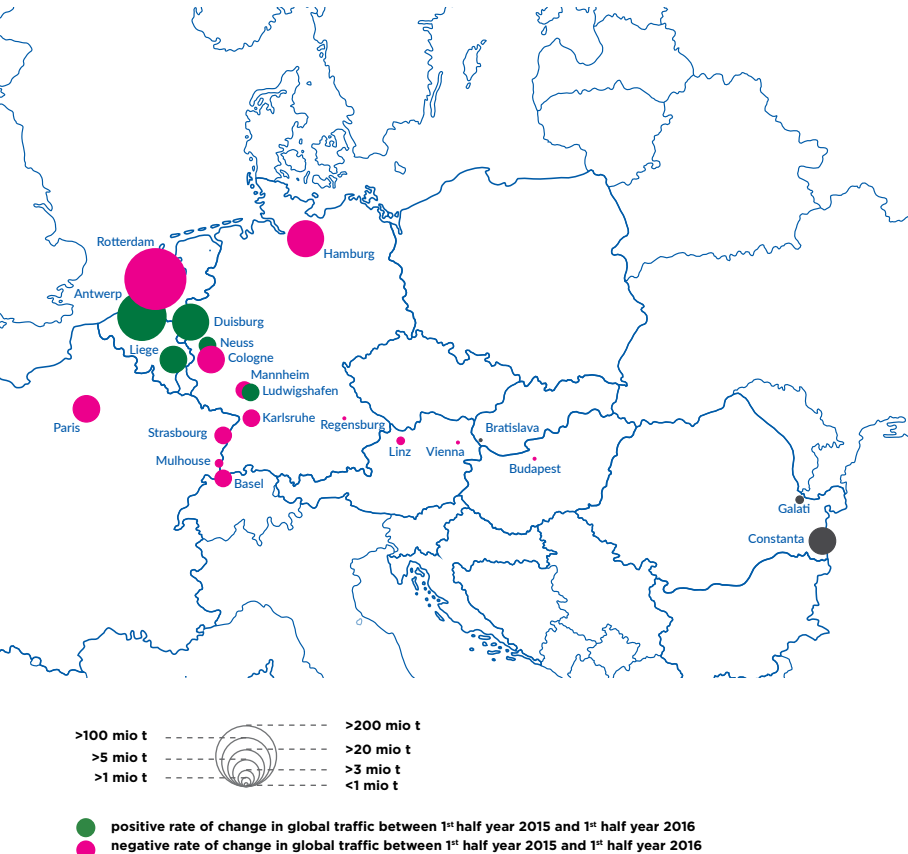 Rotterdam
Hamburg
Antwerp
Duisburg
Neuss
Liege
Cologne
Mannheim
Ludwigshafen
Paris
Karlsruhe
Regensburg
Strasbourg
Linz
Vienna
Bratislava
Mulhouse
Budapest
Basel
Galati
Constanta
>200 mio t
>100 mio t
>20 mio t
>5 mio t
>3 mio t
>1 mio t
<1 mio t
positive rate of change in global traffic between 1st half year 2015 and 1st half year 2016
negative rate of change in global traffic between 1st half year 2015 and 1st half year 2016